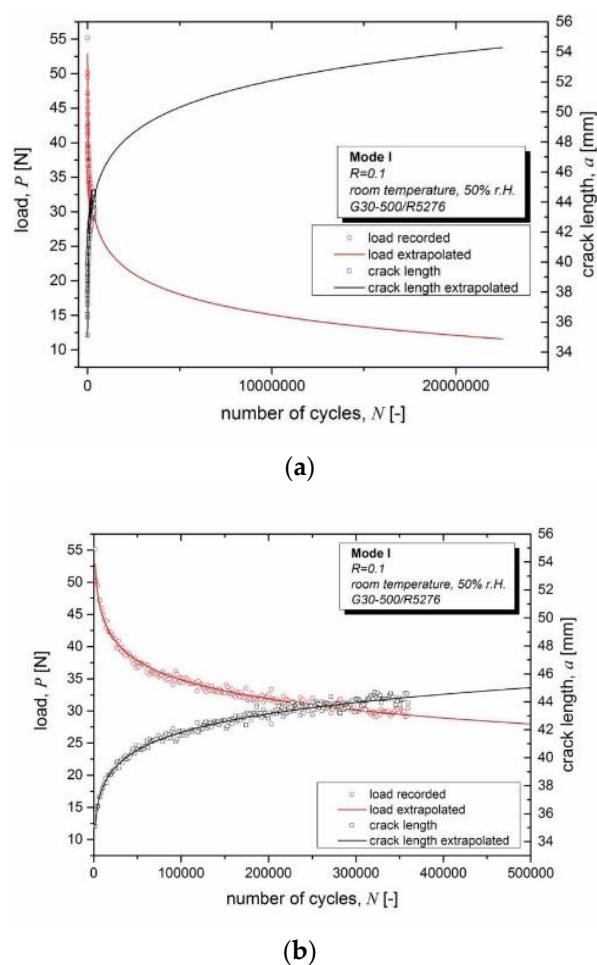 55
50
45
40
35
30
25
20
15
10
load, P [N]
56
54
52
50
48
46
44
42
40
38
36
34
crack length, a [mm]
Mode I
R=0.1
room temperature, 50% r.H.
G30-500/R5276
load recorded
load extrapolated
crack length
crack length extrapolated
0 10000000 20000000
number of cycles, N [-]
(a)
55
50
45
40
35
30
25
20
15
10
load, P [N]
56
54
52
50
48
46
44
42
40
38
36
34
crack length, a [mm]
Mode I
R=0.1
room temperature, 50% r.H.
G30-500/R5276
load recorded
load extrapolated
crack length
crack length extrapolated
0 100000 200000 300000 400000 500000
number of cycles, N [-]
(b)